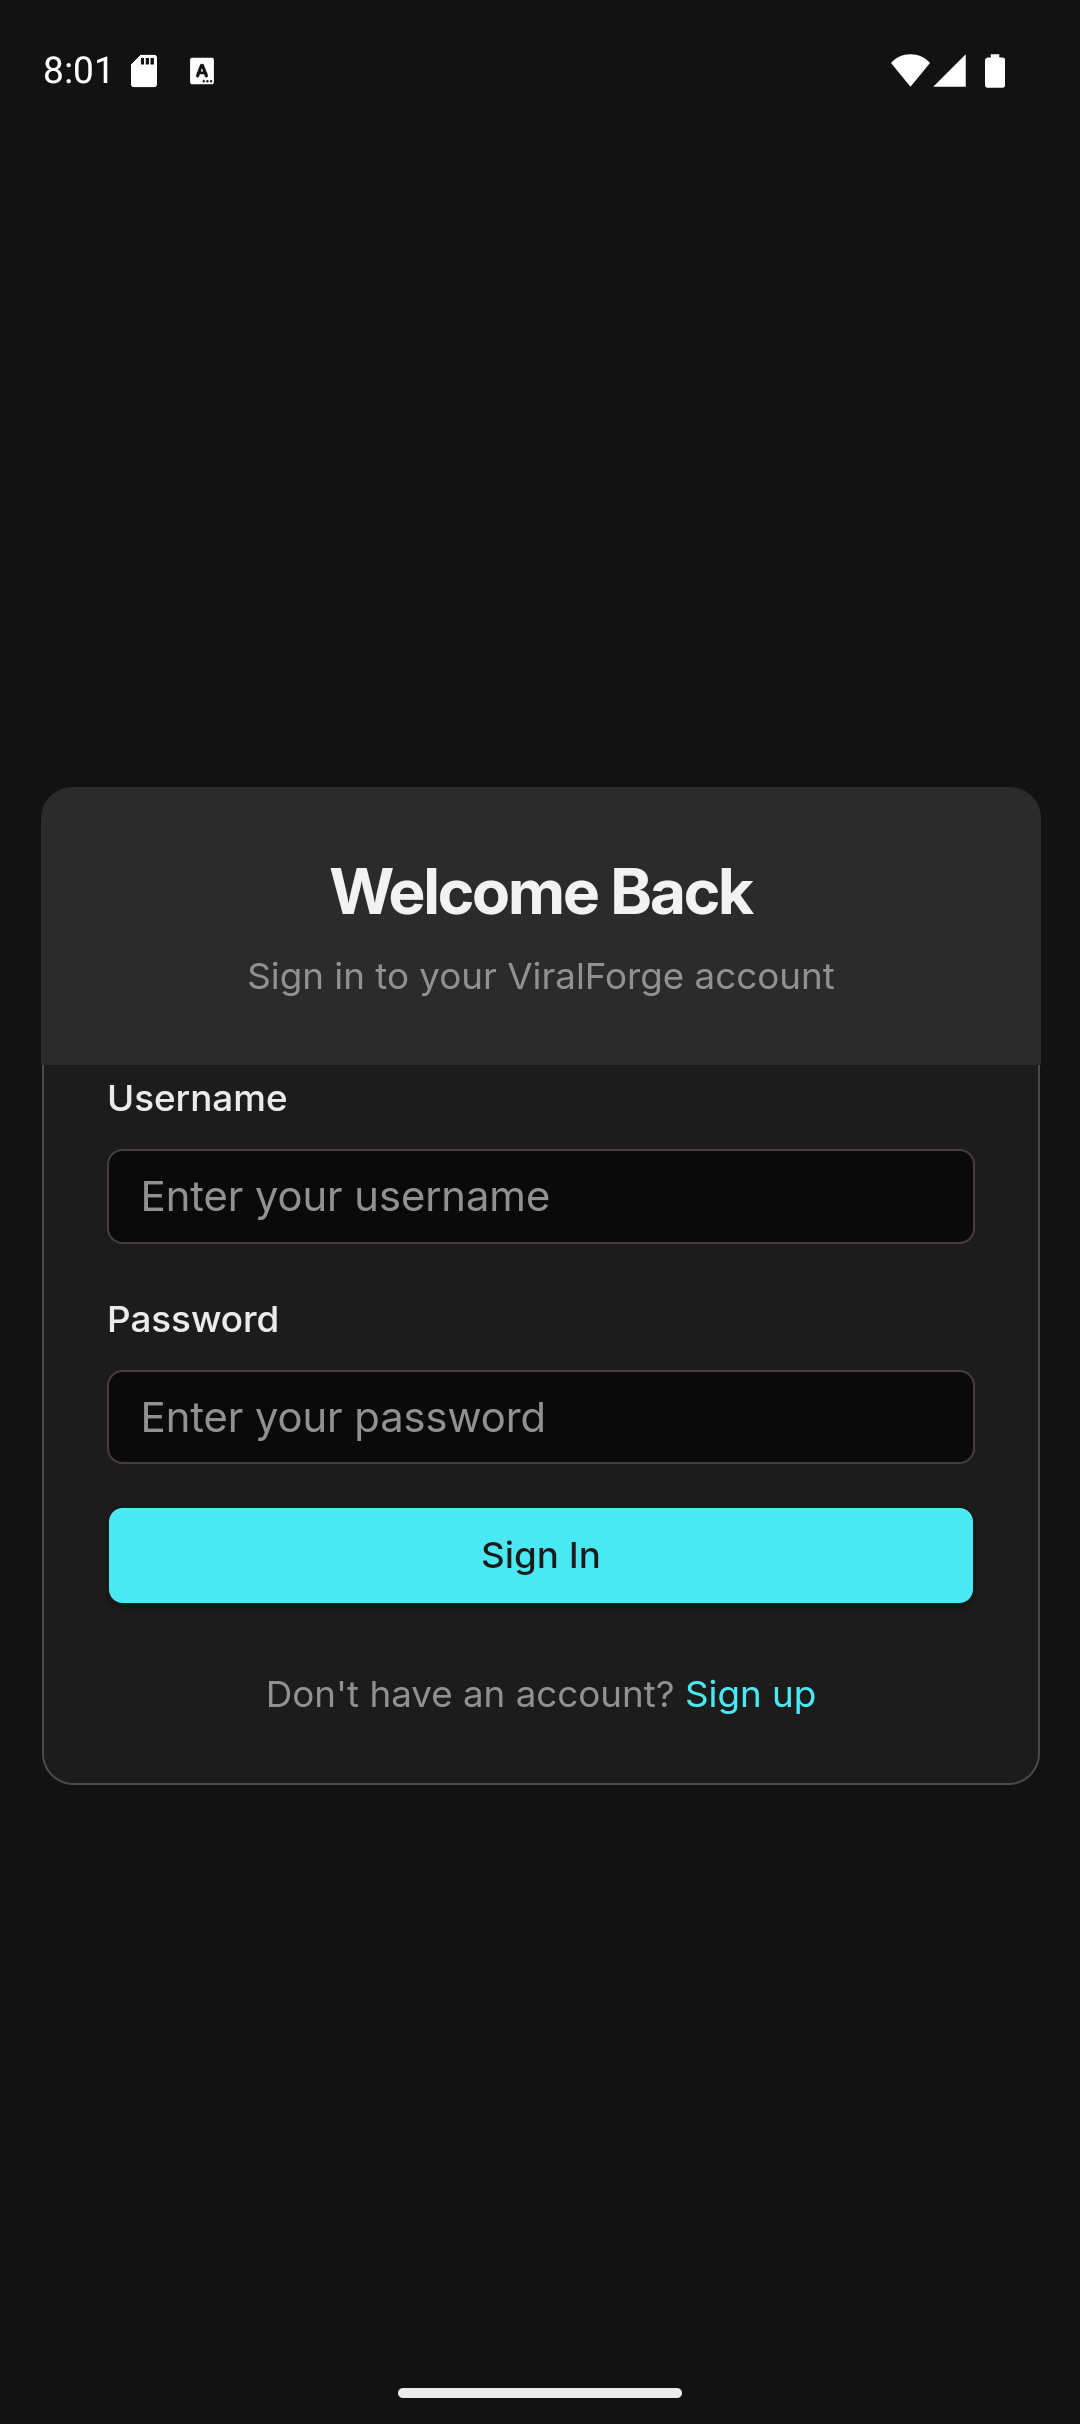 8:01
Welcome Back
Sign in to your ViralForge account
Username
Enter your username
Password
Enter your password
Sign In
Don't have an account? Sign up